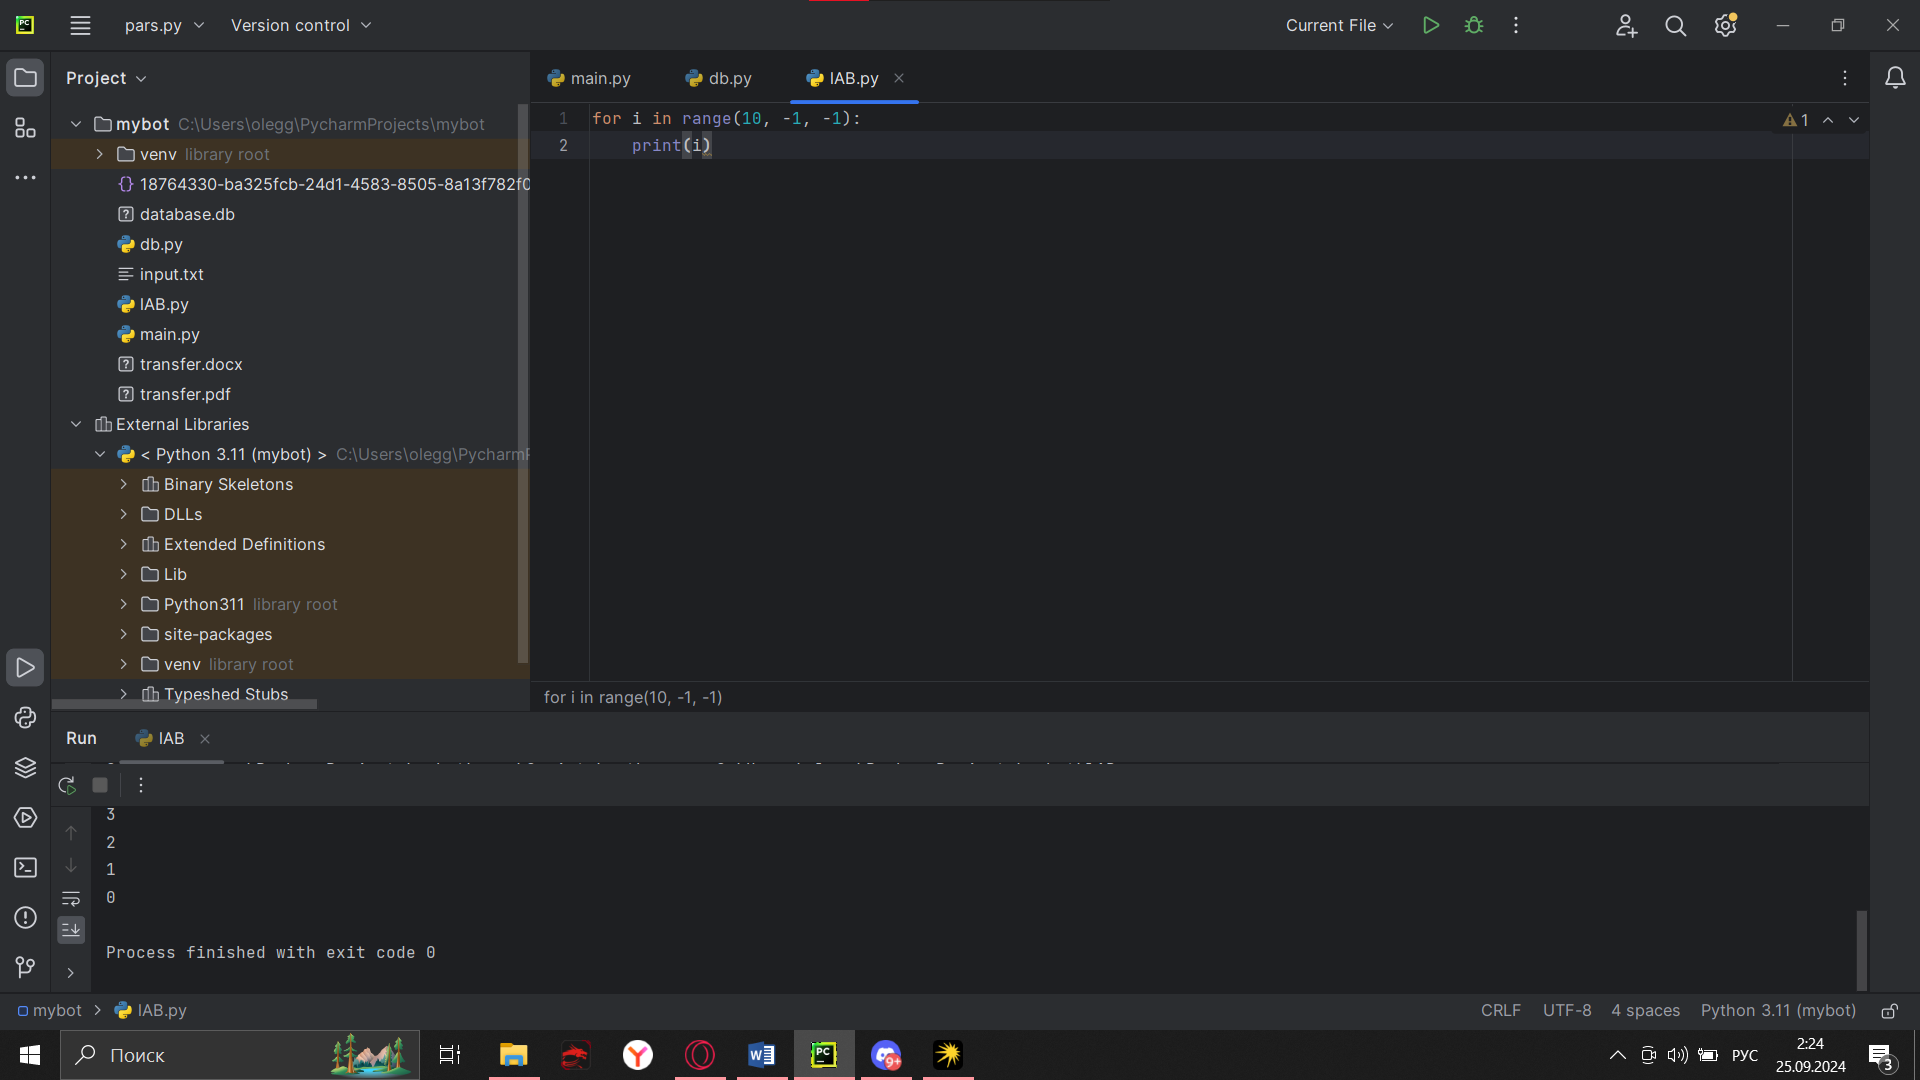 pars.py
Version control
Current File
Project
main.py
db.py
IAB.py
mybot C:\Users\olegg\PycharmProjects\mybot
venv library root
18764330-ba325fcb-24d1-4583-8505-8a13f782f0
database.db
db.py
input.txt
IAB.py
main.py
transfer.docx
transfer.pdf
External Libraries
< Python 3.11 (mybot) > C:\Users\olegg\PycharmP
Binary Skeletons
DLLs
Extended Definitions
Lib
Python311 library root
site-packages
venv library root
Typeshed Stubs
1 for i in range(10, -1, -1):
2 print(i)
1
for i in range(10, -1, -1)
Run
IAB
3
2
1
0
Process finished with exit code 0
mybot
IAB.py
CRLF
UTF-8
4 spaces
Python 3.11 (mybot)
Поиск
9+
РУС
2:24
25.09.2024
3